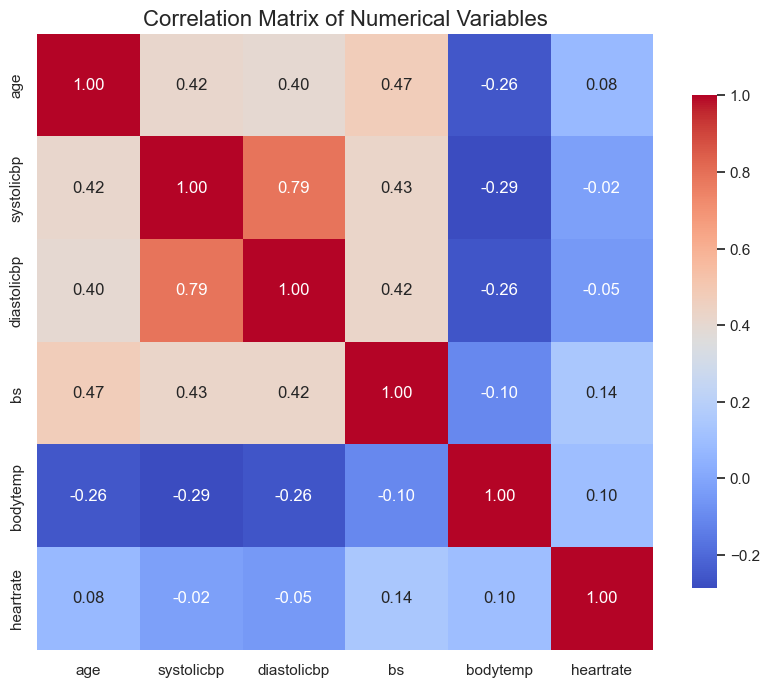 Correlation Matrix of Numerical Variables
age 1.00 0.42 0.40 0.47 -0.26 0.08
systolicbp 0.42 1.00 0.79 0.43 -0.29 -0.02
diastolicbp 0.40 0.79 1.00 0.42 -0.26 -0.05
bs 0.47 0.43 0.42 1.00 -0.10 0.14
bodytemp -0.26 -0.29 -0.26 -0.10 1.00 0.10
heartrate 0.08 -0.02 -0.05 0.14 0.10 1.00
age systolicbp diastolicbp bs bodytemp heartrate
1.0
0.8
0.6
0.4
0.2
0.0
−0.2